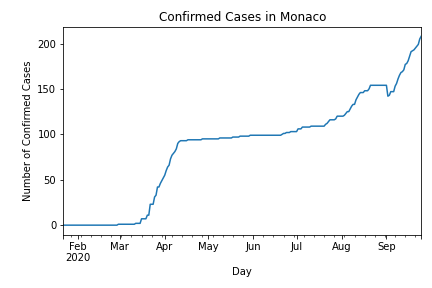 Confirmed Cases in Monaco
Number of Confirmed Cases
200
150
100
50
0
Feb Mar Apr May Jun Jul Aug Sep
2020
Day